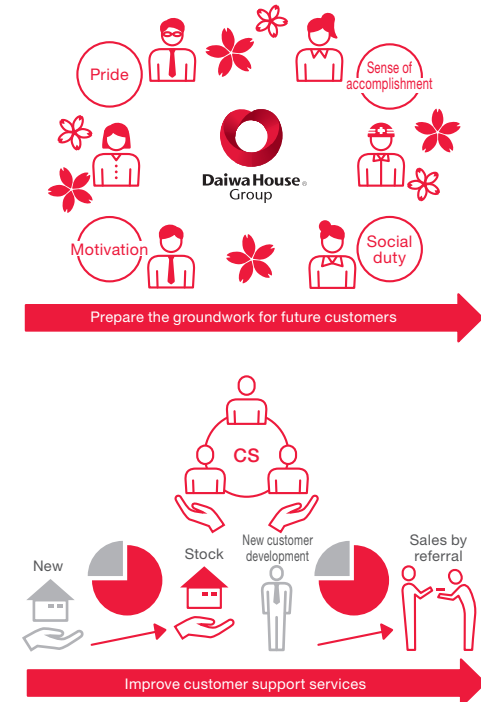 Pride
Sense of
accomplishment
Daiwa House®
Group
Motivation
Social
duty
Prepare the groundwork for future customers
CS
New
Stock
New customer
development
Sales by
referral
Improve customer support services